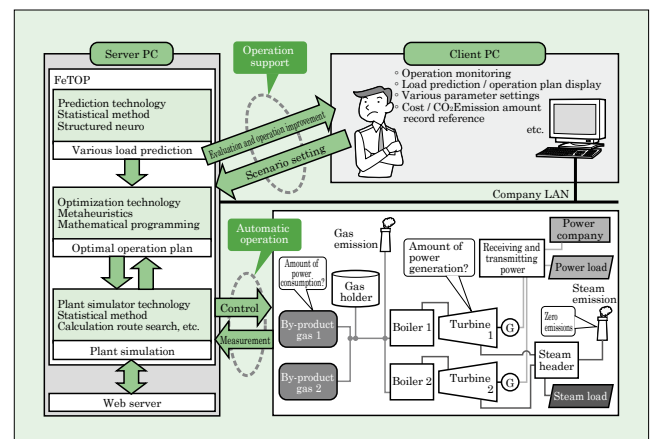 Server PC
FeTOP
Prediction technology
Statistical method
Structured neuro
Various load prediction
Optimization technology
Metaheuristics
Mathematical programming
Optimal operation plan
Plant simulator technology
Statistical method
Calculation route search, etc.
Plant simulation
Web server
Operation
support
Evaluation and operation improvement
Scenario setting
Client PC
Operation monitoring
Load prediction / operation plan display
Various parameter settings
Cost / CO₂Emission amount
record reference
etc.
Company LAN
Automatic
operation
Control
Measurement
Gas
emission
Amount of
power
consumption?
Gas
holder
By-product
gas 1
By-product
gas 2
Amount of
power
generation?
Boiler 1
Turbine
1
G
Boiler 2
Turbine
2
G
Receiving and
transmitting
power
Power
company
Power load
Steam
emission
Zero
emissions
Steam
header
Steam load